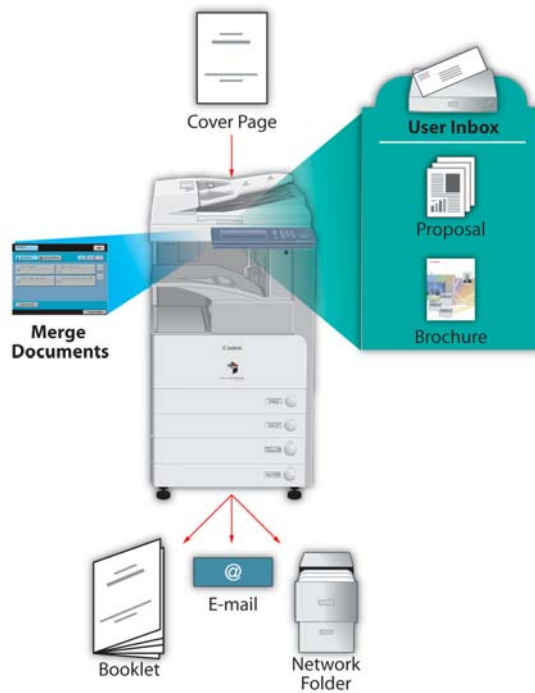 Cover Page
User Inbox
Proposal
Brochure
Merge
Documents
Canon
@
E-mail
Booklet
Network
Folder